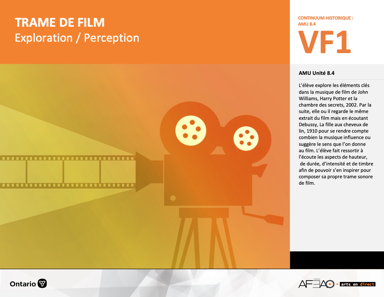 TRAME DE FILM
Exploration / Perception
CONTINUUM HISTORIQUE :
AMU 8.4
VF1
AMU Unité 8.4
L'élève explore les éléments clés
dans la musique de film de John
Williams, Harry Potter et la
chambre des secrets, 2002. Par la
suite, elle ou il regarde le même
extrait du film mais en écoutant
Debussy, La fille aux cheveux de
lin, 1910 pour se rendre compte
combien la musique influence ou
suggère le sens que l'on donne
au film. L'élève fait ressortir à
l'écoute les aspects de hauteur,
de durée, d'intensité et de timbre
afin de pouvoir s'en inspirer pour
composer sa propre trame sonore
de film.
Ontario
AFEAO - arts en direct